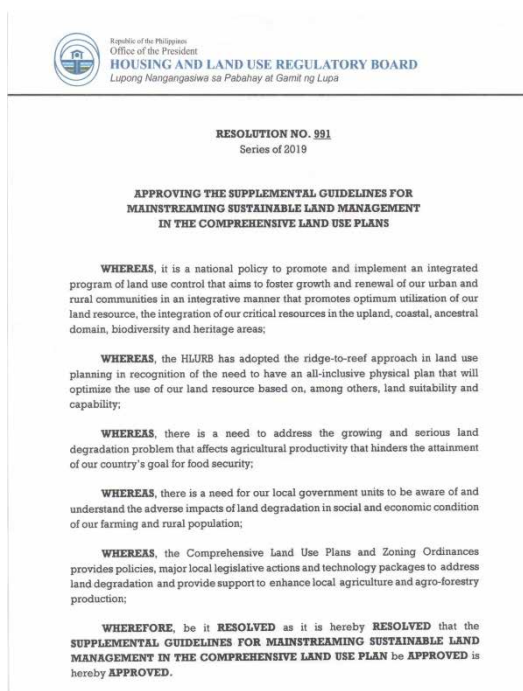 Republic of the Philippines
Office of the President
HOUSING AND LAND USE REGULATORY BOARD
Lupong Nangangasiwa sa Pabahay at Gamit ng Lupa
RESOLUTION NO. 991
Series of 2019
APPROVING THE SUPPLEMENTAL GUIDELINES FOR
MAINSTREAMING SUSTAINABLE LAND MANAGEMENT
IN THE COMPREHENSIVE LAND USE PLANS
WHEREAS, it is a national policy to promote and implement an integrated
program of land use control that aims to foster growth and renewal of our urban and
rural communities in an integrative manner that promotes optimum utilization of our
land resource, the integration of our critical resources in the upland, coastal, ancestral
domain, biodiversity and heritage areas;
WHEREAS, the HLURB has adopted the ridge-to-reef approach in land use
planning in recognition of the need to have an all-inclusive physical plan that will
optimize the use of our land resource based on, among others, land suitability and
capability;
WHEREAS, there is a need to address the growing and serious land
degradation problem that affects agricultural productivity that hinders the attainment
of our country's goal for food security;
WHEREAS, there is a need for our local government units to be aware of and
understand the adverse impacts of land degradation in social and economic condition
of our farming and rural population;
WHEREAS, the Comprehensive Land Use Plans and Zoning Ordinances
provides policies, major local legislative actions and technology packages to address
land degradation and provide support to enhance local agriculture and agro-forestry
production;
WHEREFORE, be it RESOLVED as it is hereby RESOLVED that the
SUPPLEMENTAL GUIDELINES FOR MAINSTREAMING SUSTAINABLE LAND
MANAGEMENT IN THE COMPREHENSIVE LAND USE PLAN be APPROVED is
hereby APPROVED.